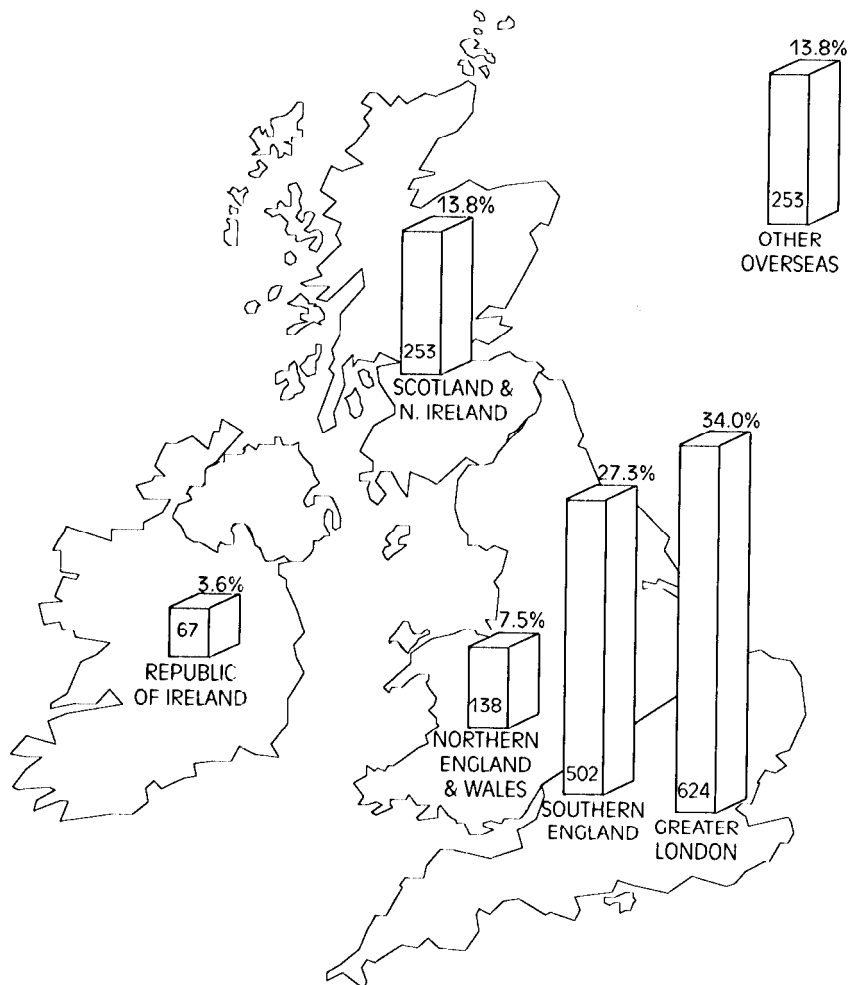 13.8%
253
OTHER
OVERSEAS
13.8%
253
SCOTLAND &
N. IRELAND
34.0%
624
GREATER
LONDON
27.3%
502
SOUTHERN
ENGLAND
3.6%
67
REPUBLIC
OF IRELAND
7.5%
138
NORTHERN
ENGLAND
& WALES